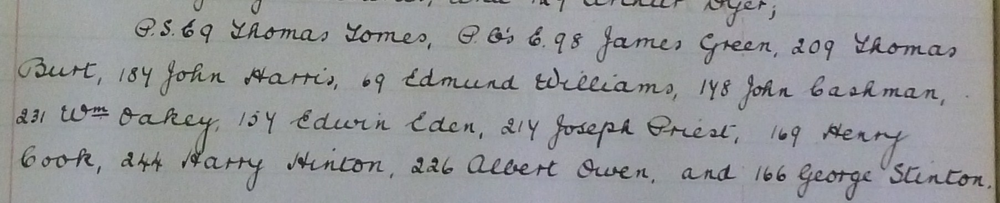 129 Arthur Dyer;
P.S. 69 Thomas Tomes, P.C's C. 98 James Green, 209 Thomas
Burt, 184 John Harris, 69 Edmund Williams, 148 John Cashman,
231 Wm Oakey, 154 Edwin Eden, 214 Joseph Priest, 169 Henry
Cook, 244 Harry Hinton, 226 Albert Owen, and 166 George Stinton.